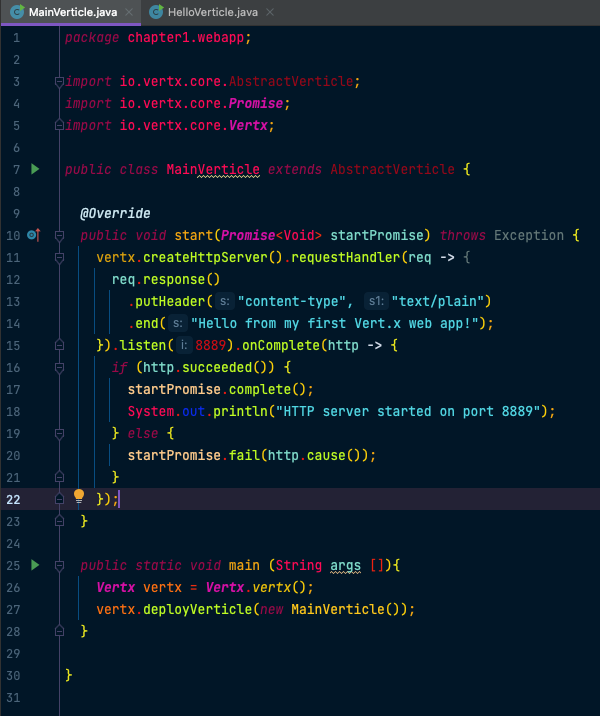 MainVerticle.java × HelloVerticle.java ×
1 package chapter1.webapp;
2
3 import io.vertx.core.AbstractVerticle;
4 import io.vertx.core.Promise;
5 import io.vertx.core.Vertx;
6
7 public class MainVerticle extends AbstractVerticle {
8
9 @Override
10 public void start(Promise<Void> startPromise) throws Exception {
11 vertx.createHttpServer().requestHandler(req -> {
12 req.response()
13 .putHeader( s: "content-type", s1: "text/plain")
14 .end( s: "Hello from my first Vert.x web app!");
15 }).listen( i: 8889).onComplete(http -> {
16 if (http.succeeded()) {
17 startPromise.complete();
18 System.out.println("HTTP server started on port 8889");
19 } else {
20 startPromise.fail(http.cause());
21 }
22 });
23 }
24
25 public static void main (String args []){
26 Vertx vertx = Vertx.vertx();
27 vertx.deployVerticle(new MainVerticle());
28 }
29
30 }
31